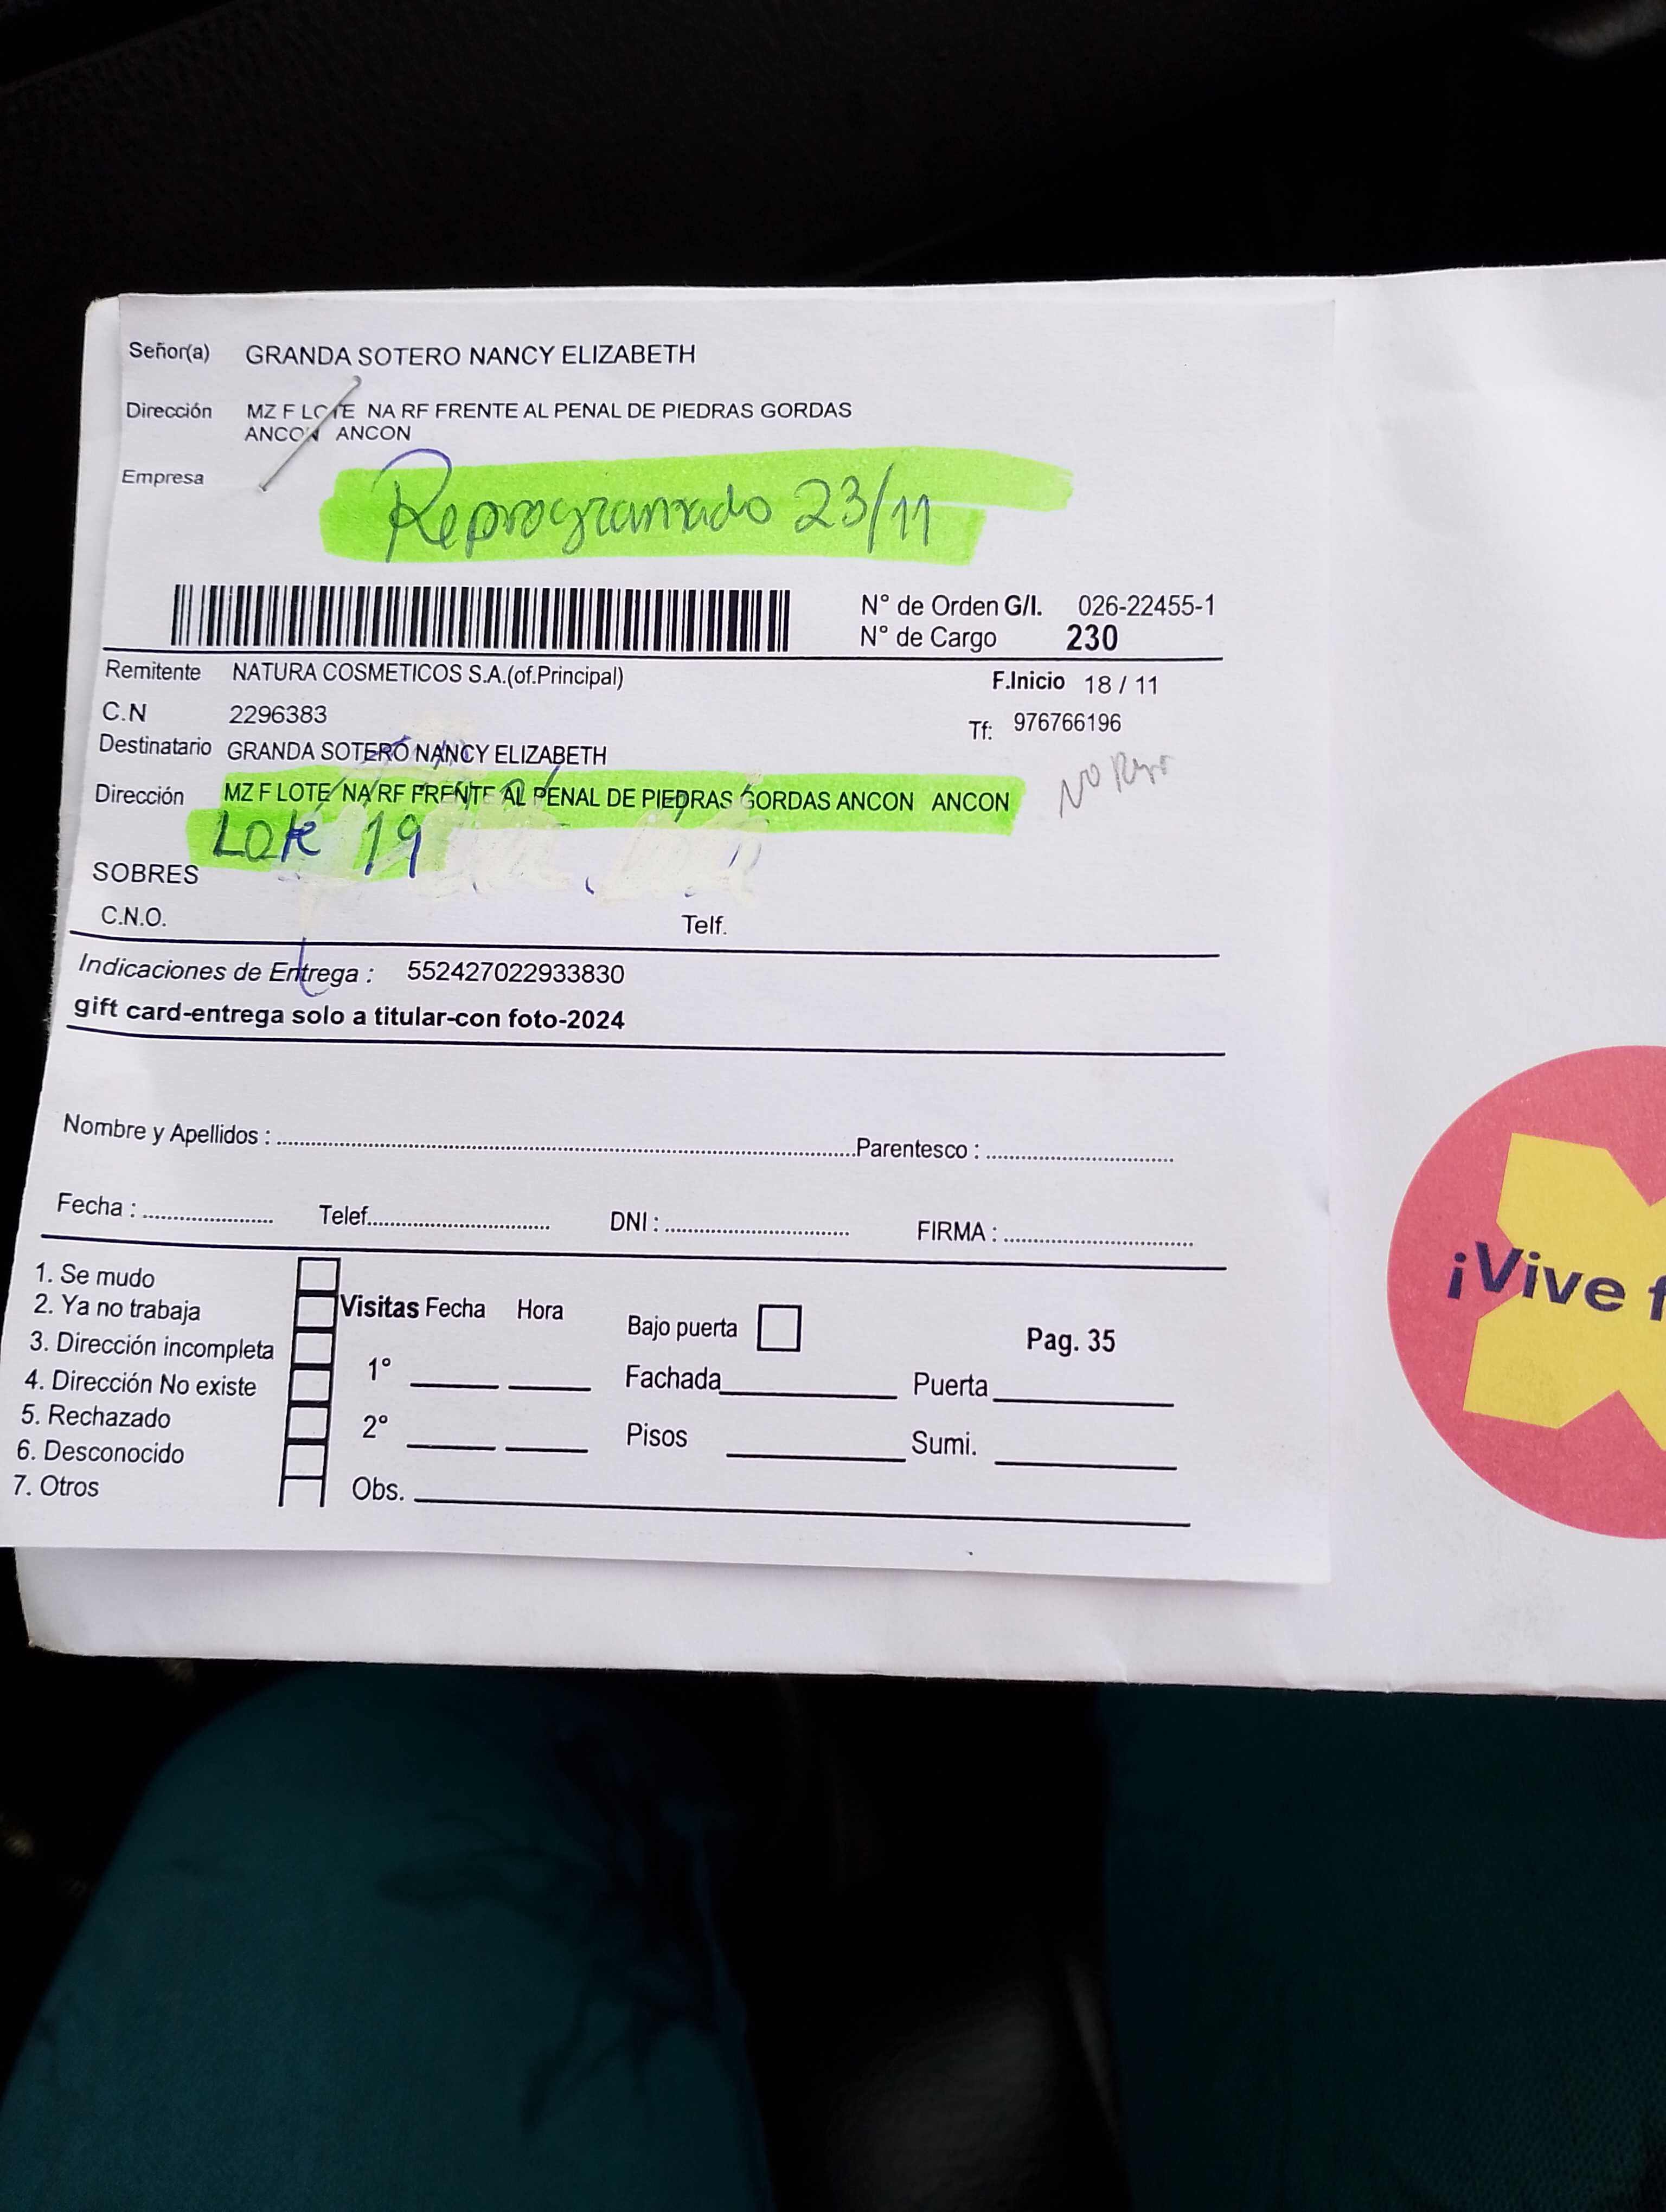 Señor(a) GRANDA SOTERO NANCY ELIZABETH
Dirección MZ F LOTE NA RF FRENTE AL PENAL DE PIEDRAS GORDAS
ANCON ANCON
Empresa
Reprogramado 23/11
N° de Orden G/I. 026-22455-1
N° de Cargo 230
Remitente NATURA COSMETICOS S.A.(of.Principal)
F.Inicio 18 / 11
C.N 2296383
Tf: 976766196
Destinatario GRANDA SOTERO NANCY ELIZABETH
NO
Dirección MZ F LOTE NA RF FRENTE AL PENAL DE PIEDRAS GORDAS ANCON ANCON
Lote 19
SOBRES
C.N.O. Telf.
Indicaciones de Entrega : 552427022933830
gift card-entrega solo a titular-con foto-2024
Nombre y Apellidos : Parentesco :
Fecha : Telef. DNI : FIRMA :
1. Se mudo
2. Ya no trabaja
3. Dirección incompleta
4. Dirección No existe
5. Rechazado
6. Desconocido
7. Otros
Visitas Fecha Hora
1°
2°
Obs.
Bajo puerta
Pag. 35
Fachada Puerta
Pisos Sumi.
¡Vive f